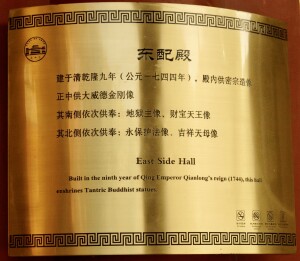 东配殿
建于清乾隆九年（公元一七四四年），殿内供密宗造像
正中供大威德金刚像
其南侧依次供奉：地狱主像、财宝天王像
其北侧依次供奉：永保护法像、吉祥天母像
East Side Hall
Built in the ninth year of Qing Emperor Qianlong's reign (1744), this hall
enshrines Tantric Buddhist statues.